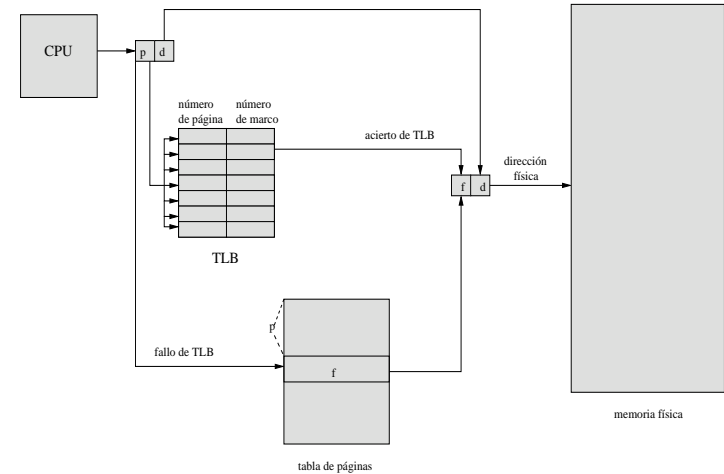 CPU
p d
número
de página
número
de marco
acierto de TLB
dirección
física
f d
TLB
p
fallo de TLB
f
memoria física
tabla de páginas